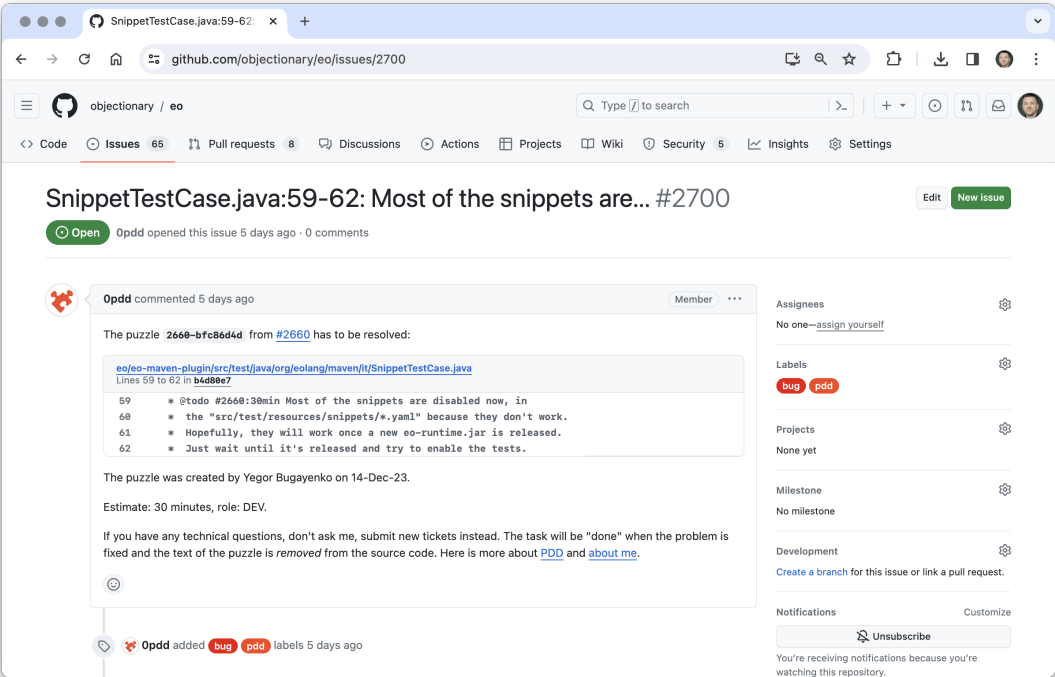 SnippetTestCase.java:59-62:
github.com/objectionary/eo/issues/2700
objectionary / eo
Type / to search
Code
Issues 65
Pull requests 8
Discussions
Actions
Projects
Wiki
Security 5
Insights
Settings
SnippetTestCase.java:59-62: Most of the snippets are... #2700
Edit
New issue
Open
0pdd opened this issue 5 days ago · 0 comments
0pdd commented 5 days ago
Member
The puzzle 2660-bfc86d4d from #2660 has to be resolved:
eo/eo-maven-plugin/src/test/java/org/eolang/maven/it/SnippetTestCase.java
Lines 59 to 62 in b4d80e7
59 * @todo #2660:30min Most of the snippets are disabled now, in
60 * the "src/test/resources/snippets/*.yaml" because they don't work.
61 * Hopefully, they will work once a new eo-runtime.jar is released.
62 * Just wait until it's released and try to enable the tests.
The puzzle was created by Yegor Bugayenko on 14-Dec-23.
Estimate: 30 minutes, role: DEV.
If you have any technical questions, don't ask me, submit new tickets instead. The task will be "done" when the problem is
fixed and the text of the puzzle is removed from the source code. Here is more about PDD and about me.
0pdd added bug pdd labels 5 days ago
Assignees
No one—assign yourself
Labels
bug pdd
Projects
None yet
Milestone
No milestone
Development
Create a branch for this issue or link a pull request.
Notifications
Customize
Unsubscribe
You're receiving notifications because you're
watching this repository.